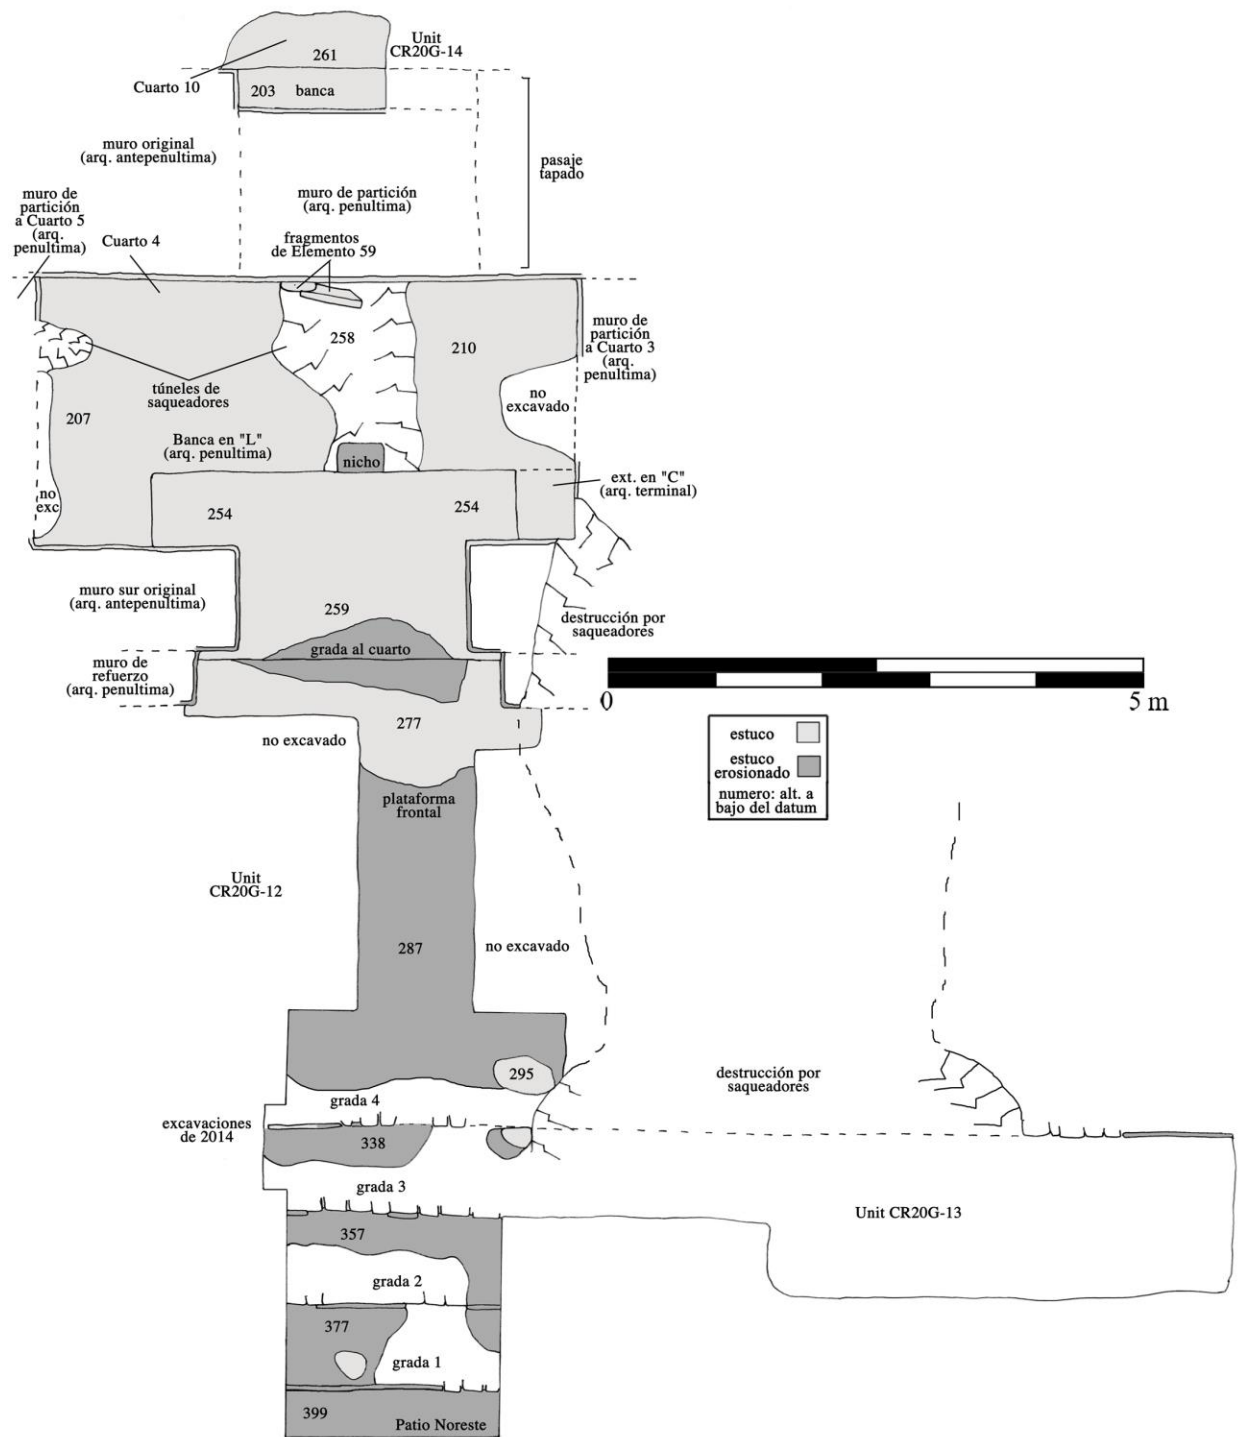 Unit
CR20G-14
261
Cuarto 10
203
banca
muro original
(arq. antepenultima)
pasaje
tapado
muro de
partición
a Cuarto 5
(arq.
penultima)
muro de partición
(arq. penultima)
Cuarto 4
fragmentos
de Elemento 59
258
210
muro de
partición
a Cuarto 3
(arq.
penultima)
túneles de
saqueadores
no
excavado
207
Banca en "L"
(arq. penultima)
nicho
no
exc
ext. en "C"
(arq. terminal)
254
254
muro sur original
(arq. antepenultima)
259
destrucción por
saqueadores
grada al cuarto
muro de
refuerzo
(arq. penultima)
0
5 m
277
no excavado
estuco
estuco
erosionado
numero: alt. a
bajo del datum
plataforma
frontal
Unit
CR20G-12
287
no excavado
295
destrucción por
saqueadores
grada 4
excavaciones
de 2014
338
grada 3
Unit CR20G-13
357
grada 2
377
grada 1
399
Patio Noreste